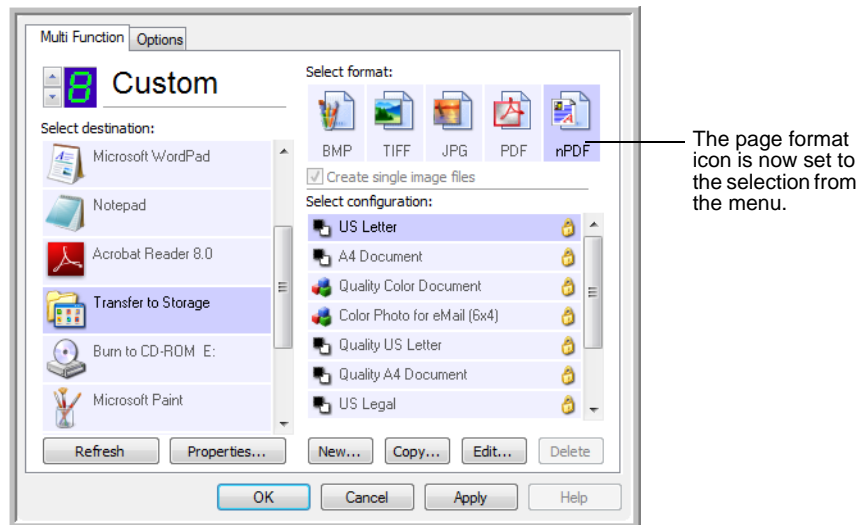 Multi Function
Options
8
Custom
Select destination:
Microsoft WordPad
Notepad
Acrobat Reader 8.0
Transfer to Storage
Burn to CD-ROM E:
Microsoft Paint
Refresh
Properties...
Select format:
BMP
TIFF
JPG
PDF
nPDF
Create single image files
Select configuration:
US Letter
A4 Document
Quality Color Document
Color Photo for eMail (6x4)
Quality US Letter
Quality A4 Document
US Legal
New...
Copy...
Edit...
Delete
OK
Cancel
Apply
Help
The page format
icon is now set to
the selection from
the menu.